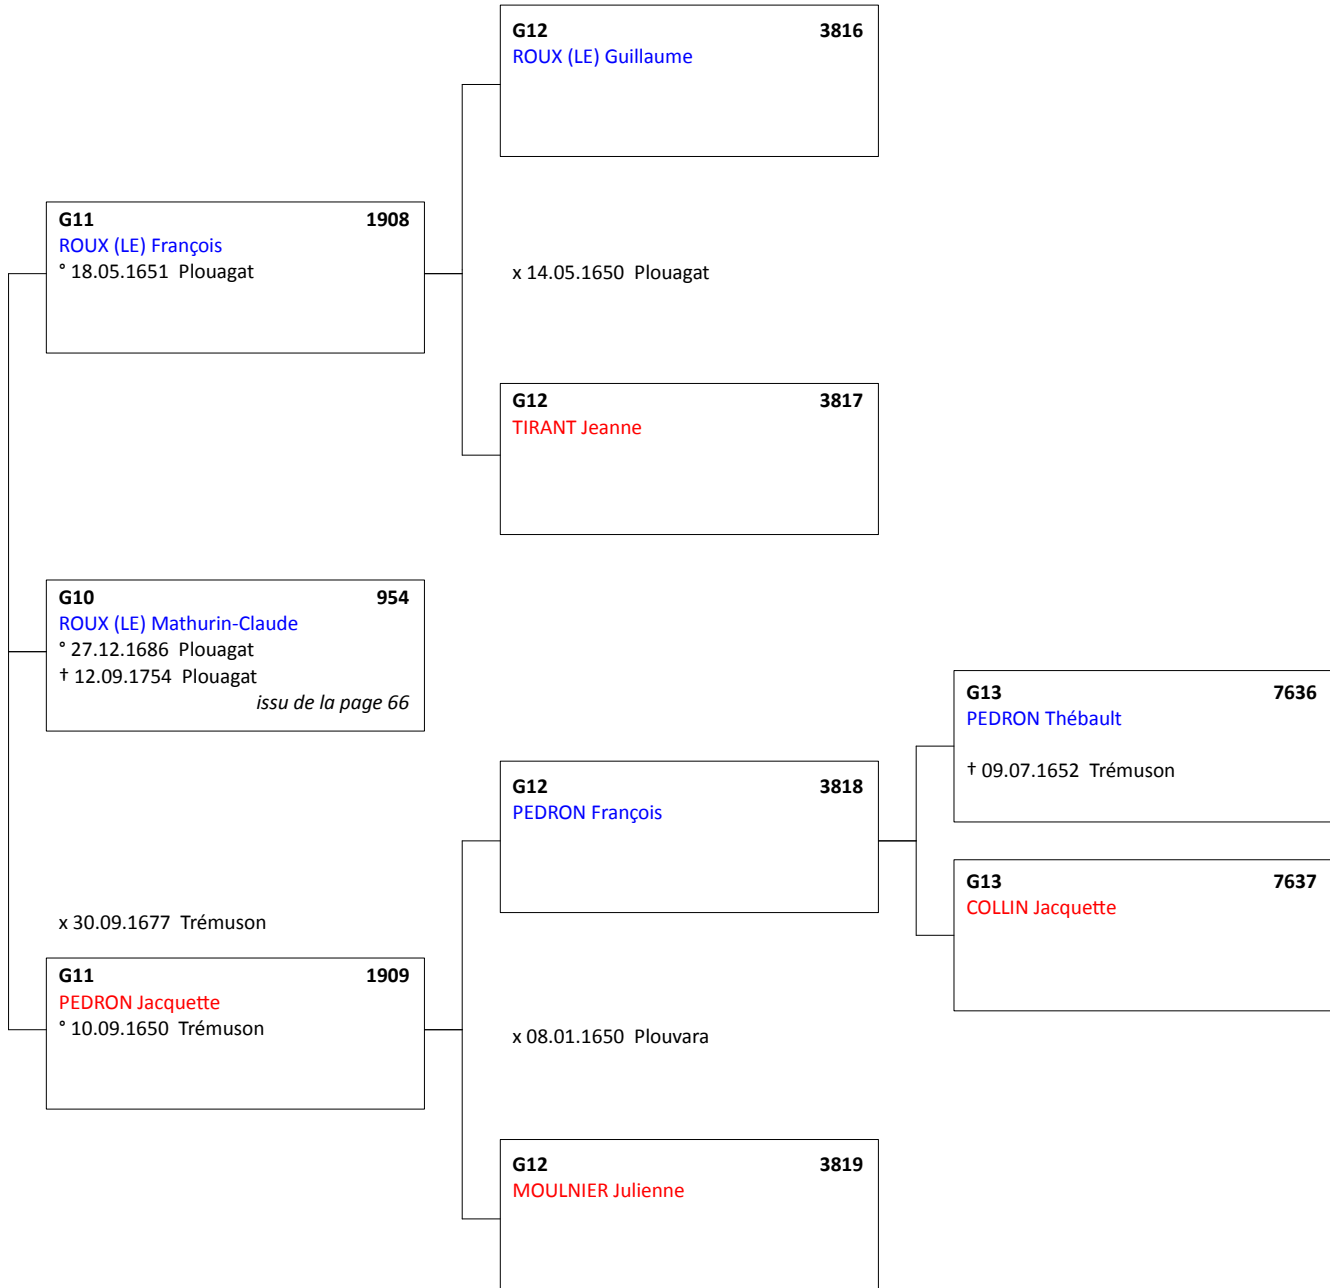 G12 3816
ROUX (LE) Guillaume
G11 1908
ROUX (LE) François
° 18.05.1651 Plouagat
x 14.05.1650 Plouagat
G12 3817
TIRANT Jeanne
G10 954
ROUX (LE) Mathurin-Claude
° 27.12.1686 Plouagat
† 12.09.1754 Plouagat
issu de la page 66
G13 7636
PEDRON Thébault
† 09.07.1652 Trémuson
G12 3818
PEDRON François
G13 7637
COLLIN Jacquette
x 30.09.1677 Trémuson
G11 1909
PEDRON Jacquette
° 10.09.1650 Trémuson
x 08.01.1650 Plouvara
G12 3819
MOULNIER Julienne